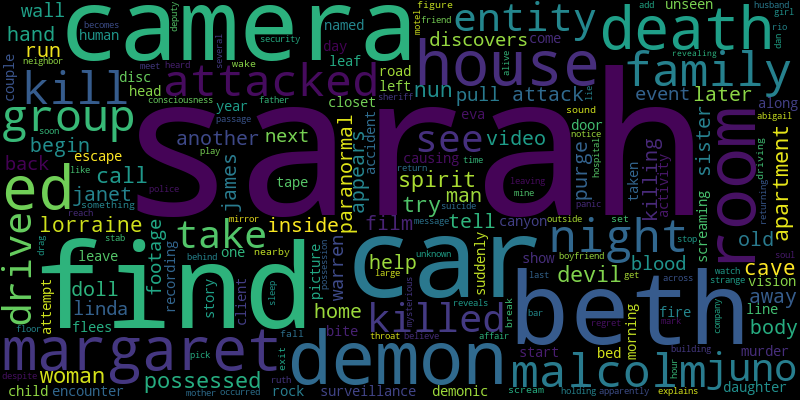 camera
entity
death
wall
hand
named
human
figure
becomes
deputy
motel
friend
discovers
unseen
add
girl
rio
dan
husband
security
neighbor
run
day
house
come
revealing
couple
kill
attacked
leaf
road
family
disc
head
meet
heard
several
wake
left
nun
pull
attack
event
later
alive
lie
group
consciousness
father
year
closet
sheriff
eva
sarah
see
video
sound
door
notice
hospital
along
abigail
begin
soon
passage
another
next
accident
apartment
room
sister
escape
play
causing
purge
killing
activity
back
police
call
tape
james
paranormal
appears
spirit
man
time
return
leaving
mine
taken
panic
screaming
driving
returning
ed
drived
like
something
janet
try
suicide
lorraine
take
inside
film
tell
canyon
outside
set
old
reach
mirror
message
night
find
car
cave
footage
recording
leave
behind
one
nearby
picture
possession
warren
help
suddenly
show
boyfriend
stop
soul
vision
drag
stab
doll
story
client
sleep
unknown
large
devil
last
get
blood
watch
strange
across
away
attempt
linda
home
killed
mysterious
reveals
break
beth
morning
fire
company
line
body
floor
flees
fall
bite
throat
believe
bar
regret
mark
margaret
exit
demon
affair
start
bed
building
murder
malcolm
juno
woman
despite
pick
possessed
ruth
hour
daughter
child
encounter
mother
occurred
rock
surveillance
demonic
scream
holding
apparently
explains